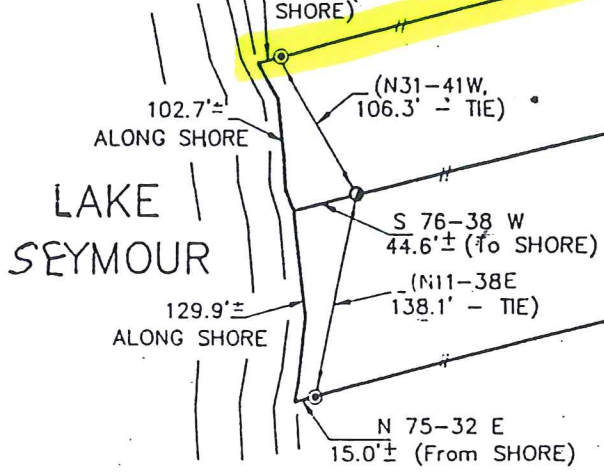 SHORE)
(N31-41W,
106.3' - TIE)
102.7'±
ALONG SHORE
LAKE
SEYMOUR
S 76-38 W
44.6'± (To SHORE)
(N11-38E
138.1' - TIE)
129.9'±
ALONG SHORE
N 75-32 E
15.0'± (From SHORE)